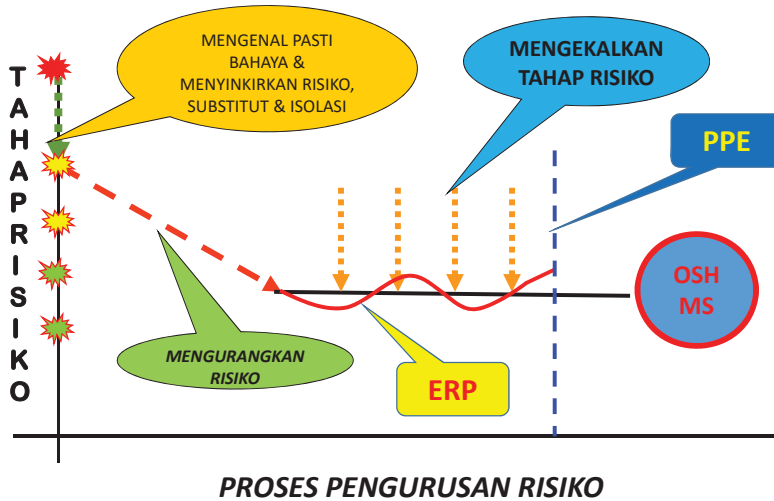 TAHAPRISIKO
MENGENAL PASTI
BAHAYA &
MENYINKIRKAN RISIKO,
SUBSTITUT & ISOLASI
MENGEKALKAN
TAHAP RISIKO
PPE
OSH
MS
MENGURANGKAN
RISIKO
ERP
PROSES PENGURUSAN RISIKO